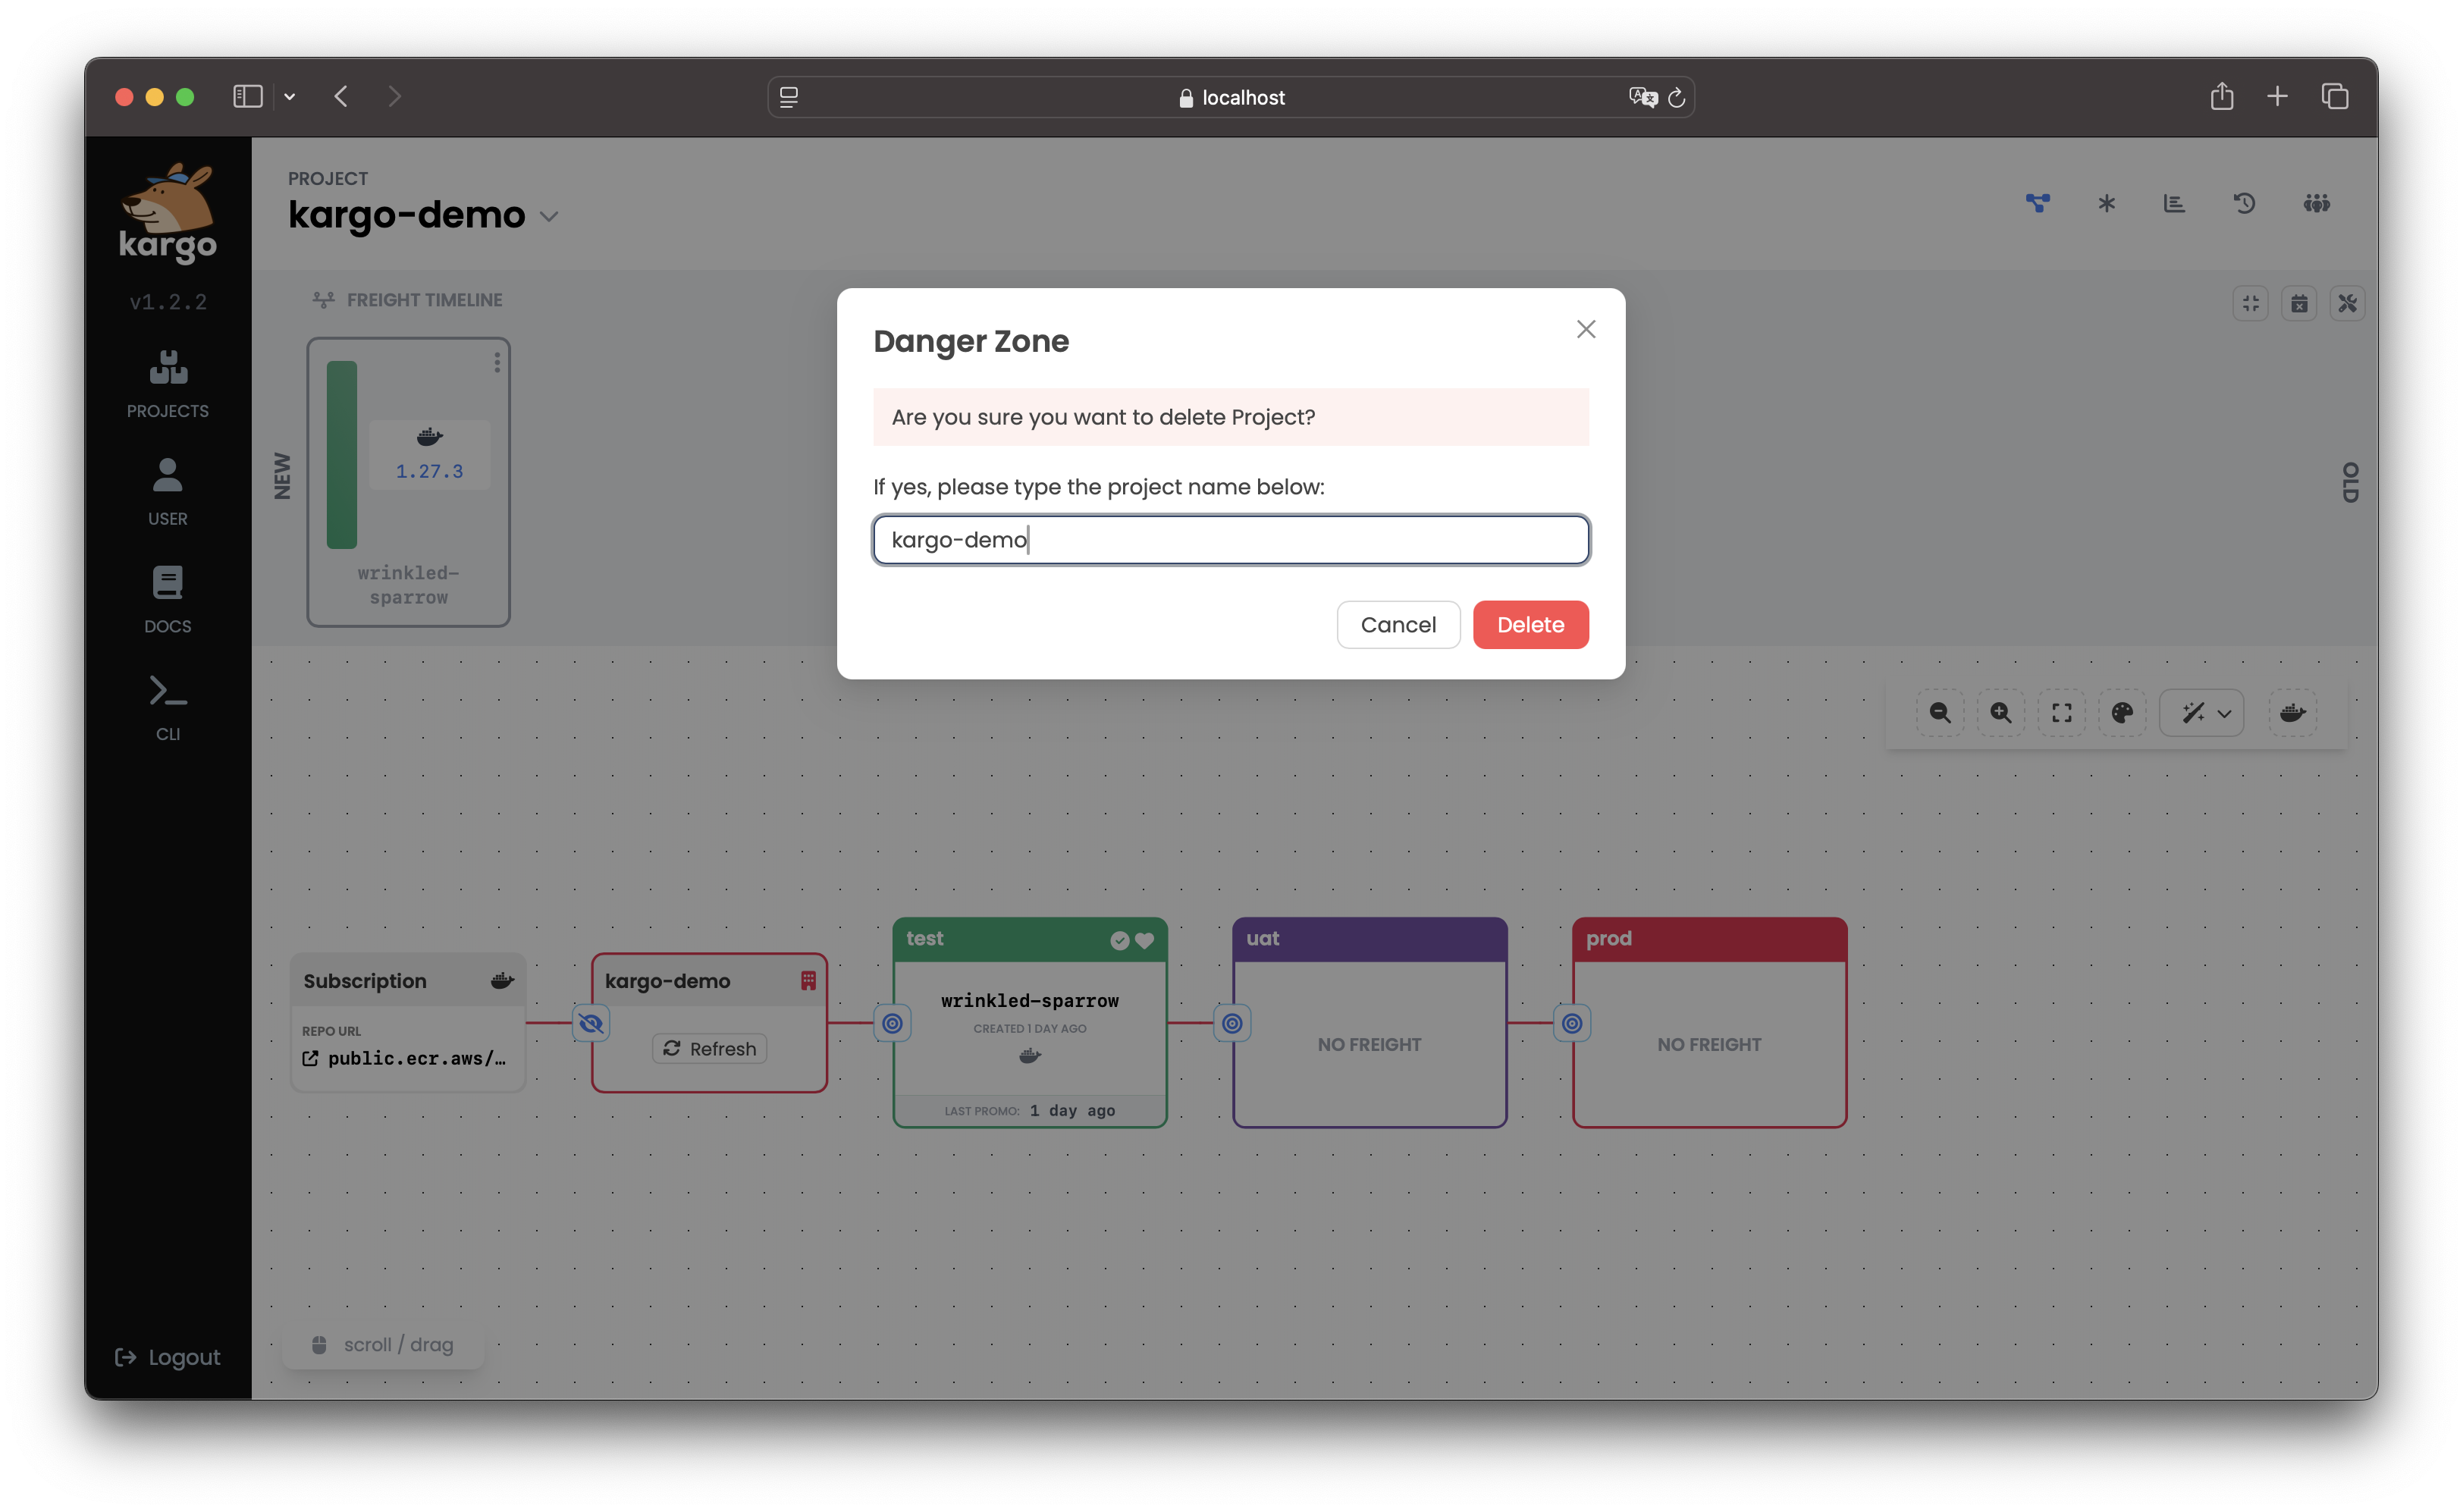 localhost
kargo
v1.2.2
PROJECTS
USER
DOCS
CLI
Logout
PROJECT
kargo-demo
FREIGHT TIMELINE
NEW
1.27.3
wrinkled-
sparrow
OLD
Danger Zone
Are you sure you want to delete Project?
If yes, please type the project name below:
kargo-demo
Cancel
Delete
Subscription
REPO URL
public.ecr.aws/…
kargo-demo
Refresh
test
wrinkled-sparrow
CREATED 1 DAY AGO
LAST PROMO: 1 day ago
uat
NO FREIGHT
prod
NO FREIGHT
scroll / drag